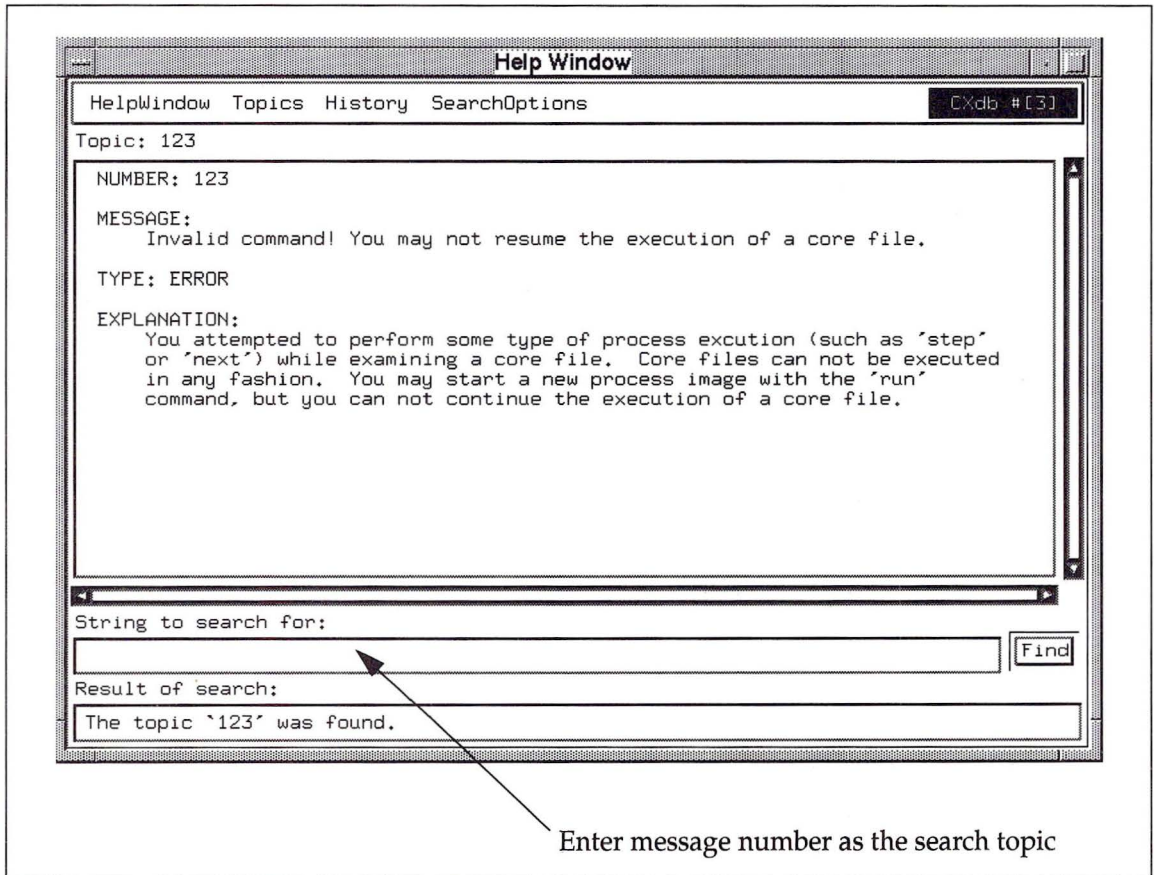 Help Window
HelpWindow Topics History SearchOptions CXdb #[3]
Topic: 123
NUMBER: 123
MESSAGE:
Invalid command! You may not resume the execution of a core file.
TYPE: ERROR
EXPLANATION:
You attempted to perform some type of process excution (such as ´step´
or ´next´) while examining a core file. Core files can not be executed
in any fashion. You may start a new process image with the ´run´
command, but you can not continue the execution of a core file.
String to search for:
Find
Result of search:
The topic `123´ was found.
Enter message number as the search topic